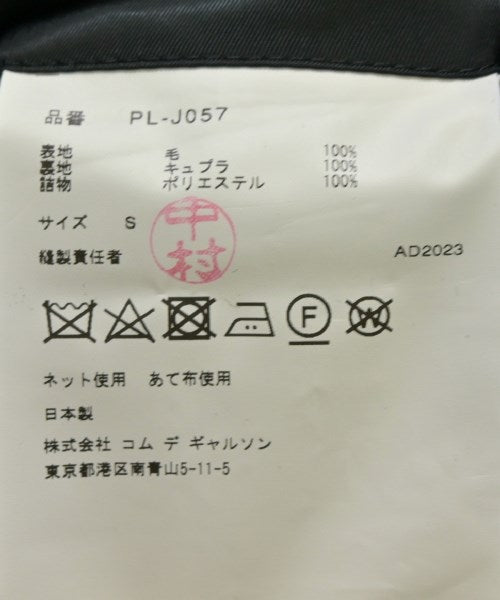 品番 PL-J057
表地 毛 100%
裏地 キュプラ 100%
詰物 ポリエステル 100%
サイズ S
中村
縫製責任者 AD2023
F W
ネット使用 あて布使用
日本製
株式会社 コム デ ギャルソン
東京都港区南青山5-11-5